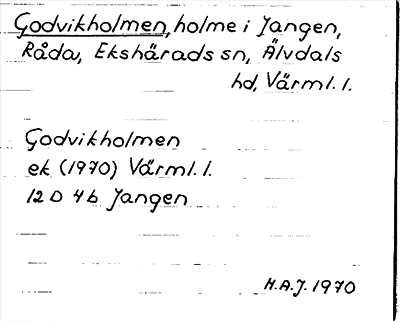 Godvikholmen, holme i Jangen,
Råda, Ekshärads sn, Älvdals
hd, Värml. l.
Godvikholmen
ek (1970) Värml. l.
12 D 4 b Jangen
H.A.J. 1970